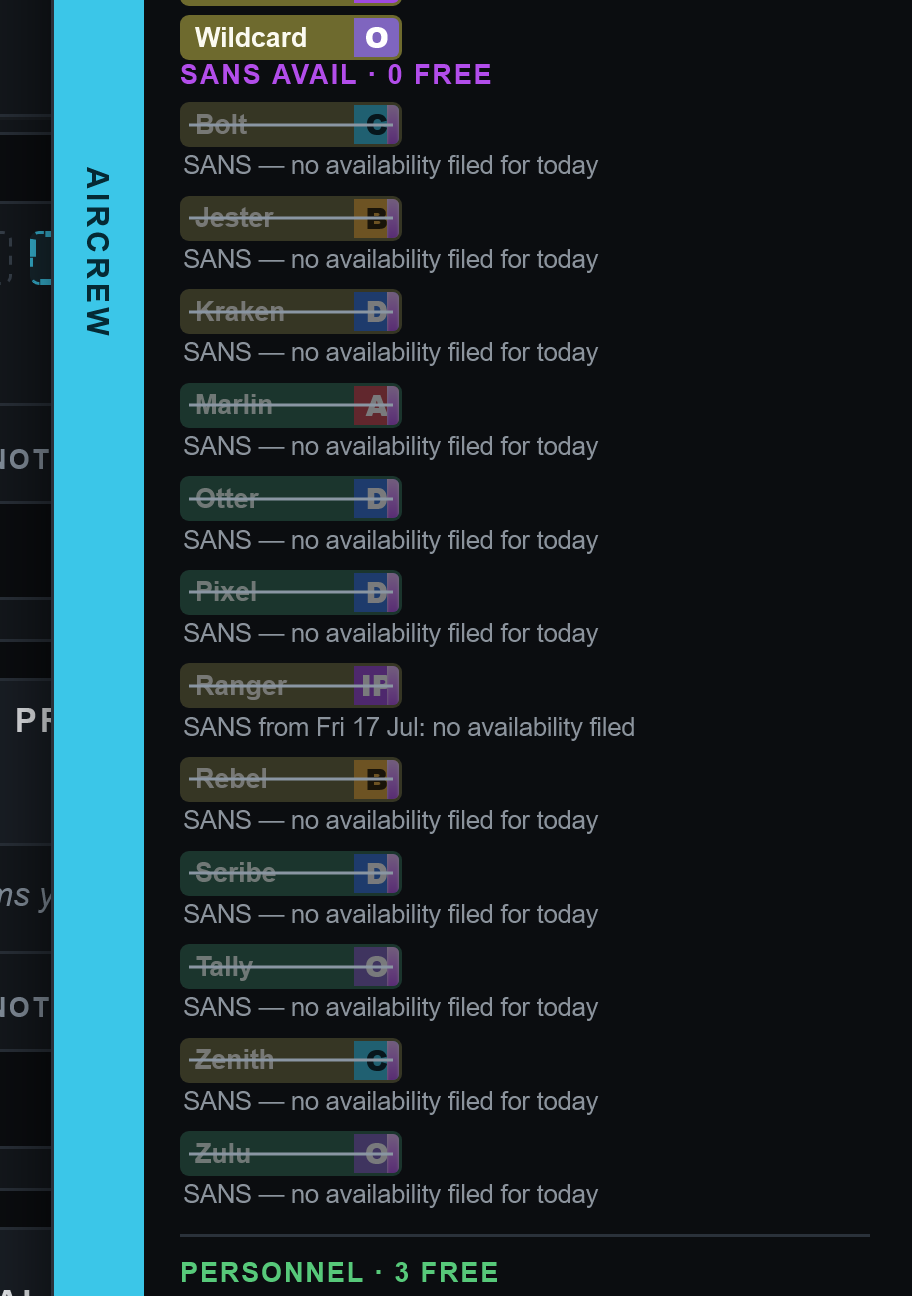 Wildcard O
SANS AVAIL · 0 FREE
AIRCREW
Bolt C
SANS — no availability filed for today
Jester B
SANS — no availability filed for today
Kraken D
SANS — no availability filed for today
Marlin A
SANS — no availability filed for today
NOT
Otter D
SANS — no availability filed for today
Pixel D
SANS — no availability filed for today
Ranger IP
SANS from Fri 17 Jul: no availability filed
PR
Rebel B
SANS — no availability filed for today
Scribe D
SANS — no availability filed for today
ms y
Tally O
SANS — no availability filed for today
NOT
Zenith C
SANS — no availability filed for today
Zulu O
SANS — no availability filed for today
PERSONNEL · 3 FREE